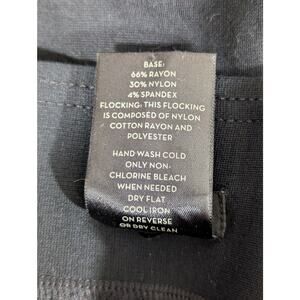 BASE:
66% RAYON
30% NYLON
4% SPANDEX
FLOCKING: THIS FLOCKING
IS COMPOSED OF NYLON
COTTON RAYON AND
POLYESTER
HAND WASH COLD
ONLY NON-
CHLORINE BLEACH
WHEN NEEDED
DRY FLAT
COOL IRON
ON REVERSE
OR DRY CLEAN